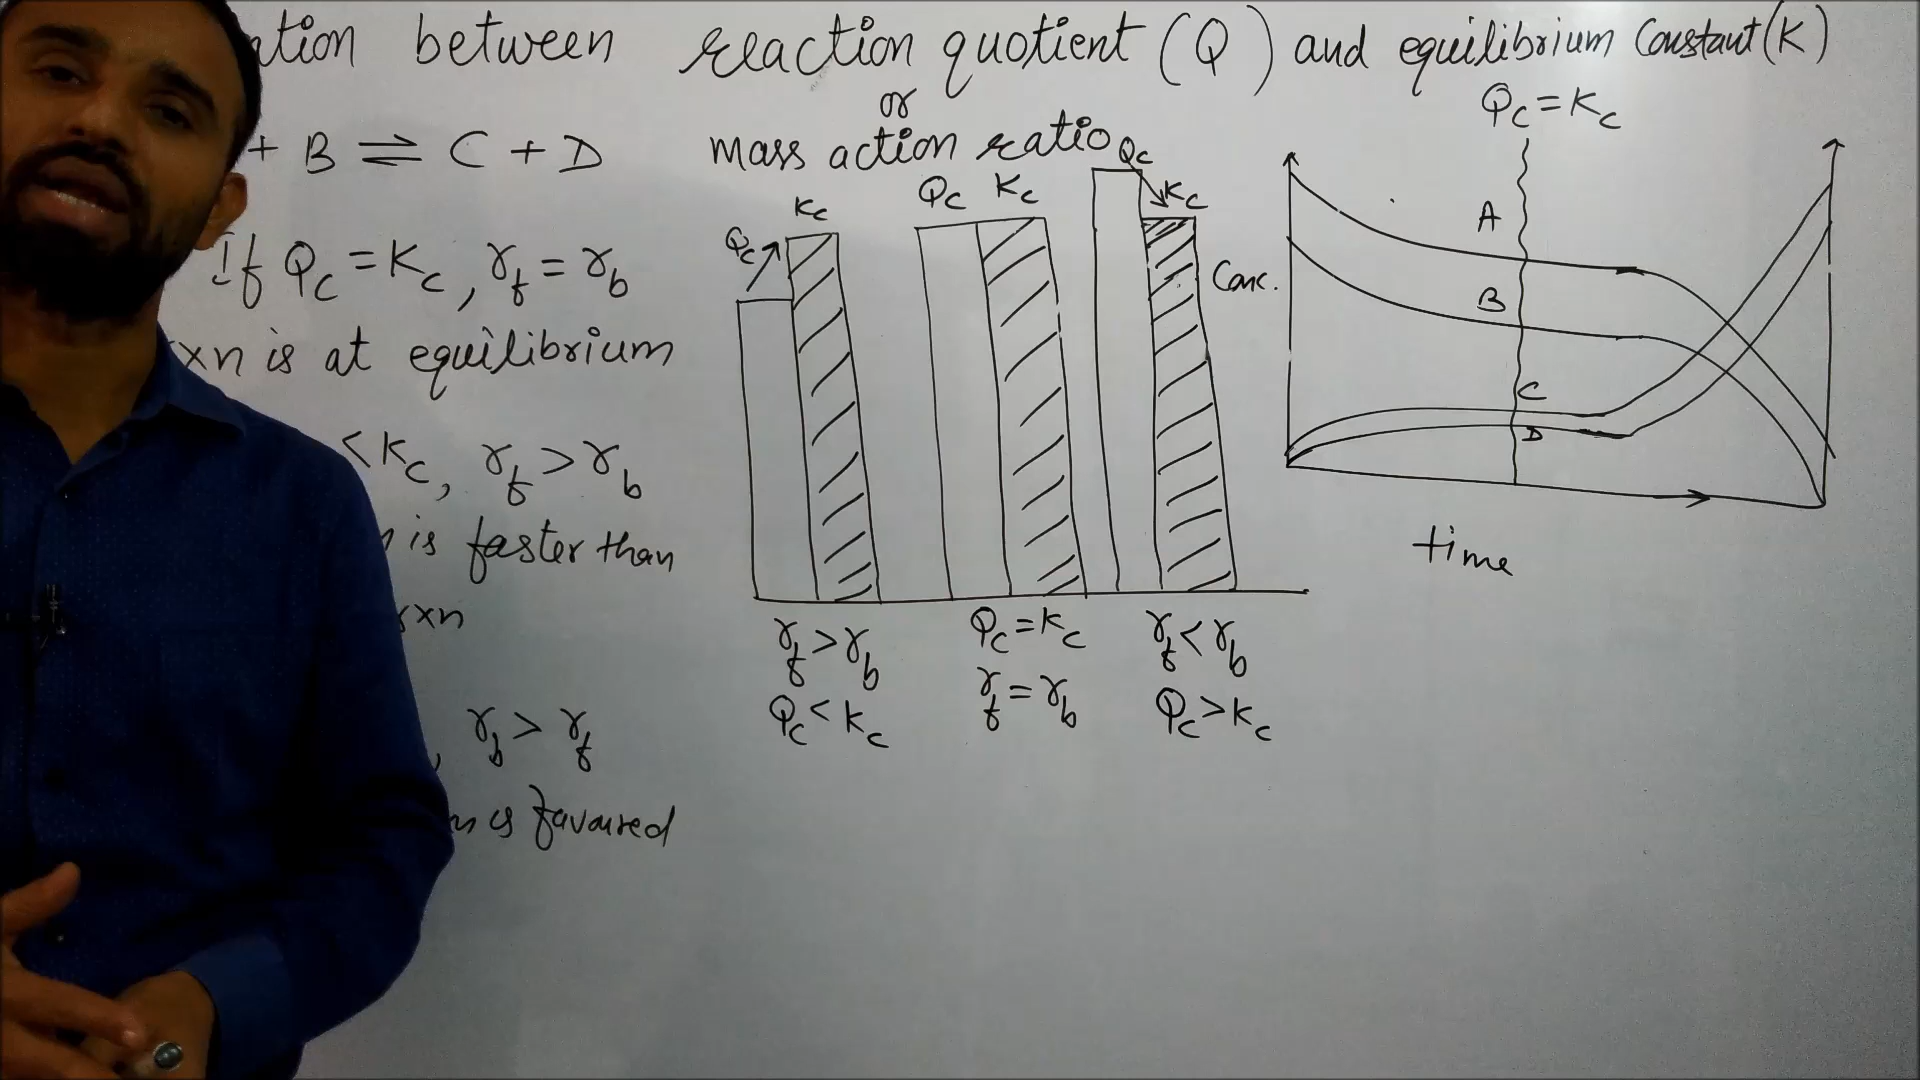 ation between reaction quotient (Q) and equilibrium Constant (K)
or
mass action ratio
+ B ⇌ C + D
If Qc = Kc, rf = rb
rxn is at equilibrium
< Kc, rf > rb
n is faster than
rxn
, rb > rf
n is favoured
Qc Kc
Qc Kc
Qc Kc
rf > rb
Qc < Kc
Qc = Kc
rf = rb
rf < rb
Qc > Kc
Qc = Kc
A
B
Conc.
C
D
time